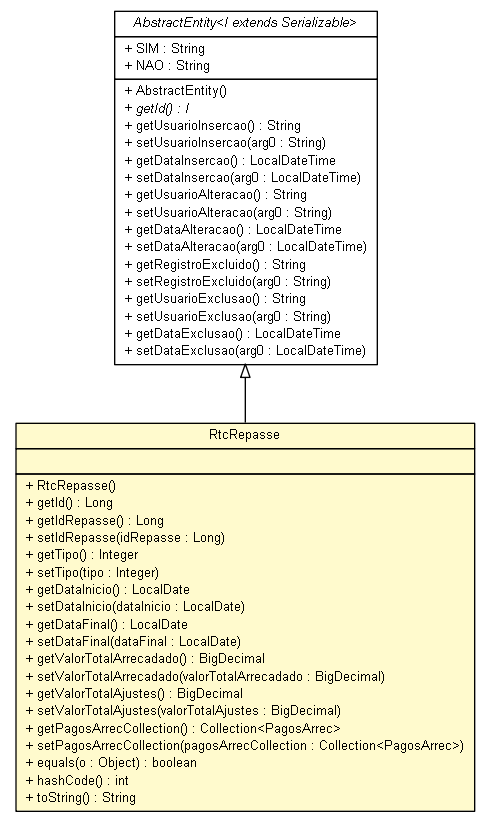 AbstractEntity<I extends Serializable>
+ SIM : String
+ NAO : String
+ AbstractEntity()
+ getId() : I
+ getUsuarioInsercao() : String
+ setUsuarioInsercao(arg0 : String)
+ getDataInsercao() : LocalDateTime
+ setDataInsercao(arg0 : LocalDateTime)
+ getUsuarioAlteracao() : String
+ setUsuarioAlteracao(arg0 : String)
+ getDataAlteracao() : LocalDateTime
+ setDataAlteracao(arg0 : LocalDateTime)
+ getRegistroExcluido() : String
+ setRegistroExcluido(arg0 : String)
+ getUsuarioExclusao() : String
+ setUsuarioExclusao(arg0 : String)
+ getDataExclusao() : LocalDateTime
+ setDataExclusao(arg0 : LocalDateTime)
RtcRepasse
+ RtcRepasse()
+ getId() : Long
+ getIdRepasse() : Long
+ setIdRepasse(idRepasse : Long)
+ getTipo() : Integer
+ setTipo(tipo : Integer)
+ getDataInicio() : LocalDate
+ setDataInicio(dataInicio : LocalDate)
+ getDataFinal() : LocalDate
+ setDataFinal(dataFinal : LocalDate)
+ getValorTotalArrecadado() : BigDecimal
+ setValorTotalArrecadado(valorTotalArrecadado : BigDecimal)
+ getValorTotalAjustes() : BigDecimal
+ setValorTotalAjustes(valorTotalAjustes : BigDecimal)
+ getPagosArrecCollection() : Collection<PagosArrec>
+ setPagosArrecCollection(pagosArrecCollection : Collection<PagosArrec>)
+ equals(o : Object) : boolean
+ hashCode() : int
+ toString() : String